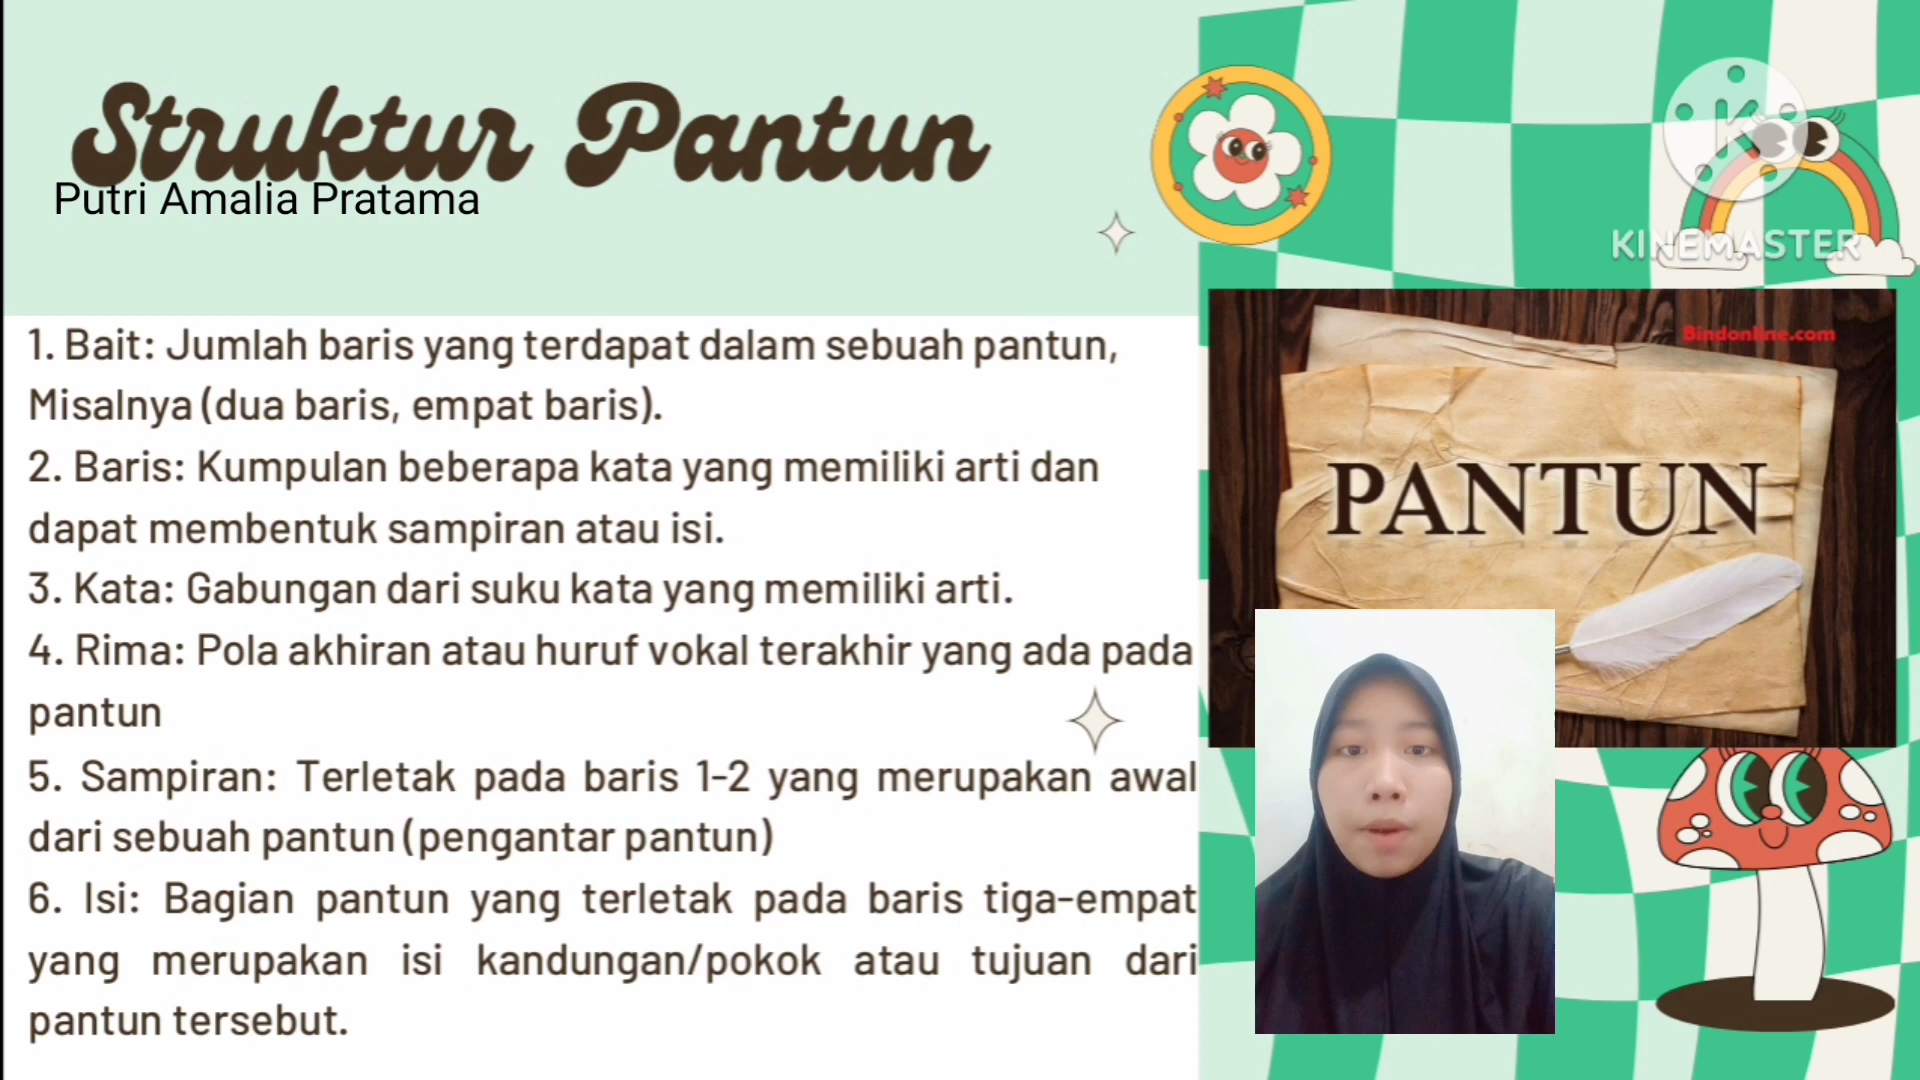 Struktur Pantun
Putri Amalia Pratama
KINEMASTER
1. Bait: Jumlah baris yang terdapat dalam sebuah pantun,
Misalnya (dua baris, empat baris).
2. Baris: Kumpulan beberapa kata yang memiliki arti dan
dapat membentuk sampiran atau isi.
3. Kata: Gabungan dari suku kata yang memiliki arti.
4. Rima: Pola akhiran atau huruf vokal terakhir yang ada pada
pantun
5. Sampiran: Terletak pada baris 1-2 yang merupakan awal
dari sebuah pantun (pengantar pantun)
6. Isi: Bagian pantun yang terletak pada baris tiga-empat
yang merupakan isi kandungan/pokok atau tujuan dari
pantun tersebut.
Bindonline.com
PANTUN
K